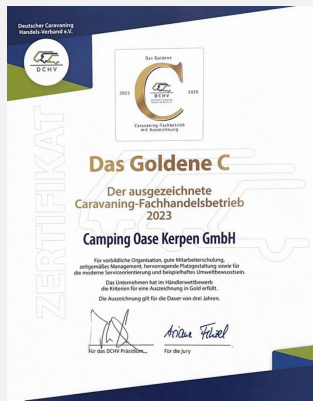 Deutscher Caravaning
Handels-Verband e.V.
DCHV
Das Goldene
2023
C
2026
DCHV
Caravaning-Fachbetrieb
mit Auszeichnung
ZERTIFIKAT
Das Goldene C
Der ausgezeichnete
Caravaning-Fachhandelsbetrieb
2023
Camping Oase Kerpen GmbH
Für vorbildliche Organisation, gute Mitarbeiterschulung,
zeitgemäßes Management, hervorragende Platzgestaltung sowie für
die moderne Serviceorientierung und beispielhaftes Umweltbewusstsein.
Das Unternehmen hat im Händlerwettbewerb
die Kriterien für eine Auszeichnung in Gold erfüllt.
Die Auszeichnung gilt für die Dauer von drei Jahren.
Für das DCHV Präsidium
Für die Jury